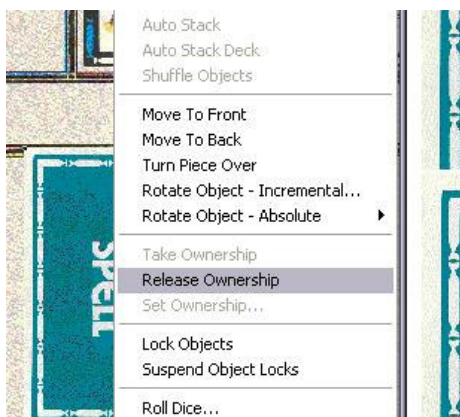 Auto Stack
Auto Stack Deck
Shuffle Objects
Move To Front
Move To Back
Turn Piece Over
Rotate Object - Incremental...
Rotate Object - Absolute
Take Ownership
Release Ownership
Set Ownership...
Lock Objects
Suspend Object Locks
Roll Dice...
SPELL